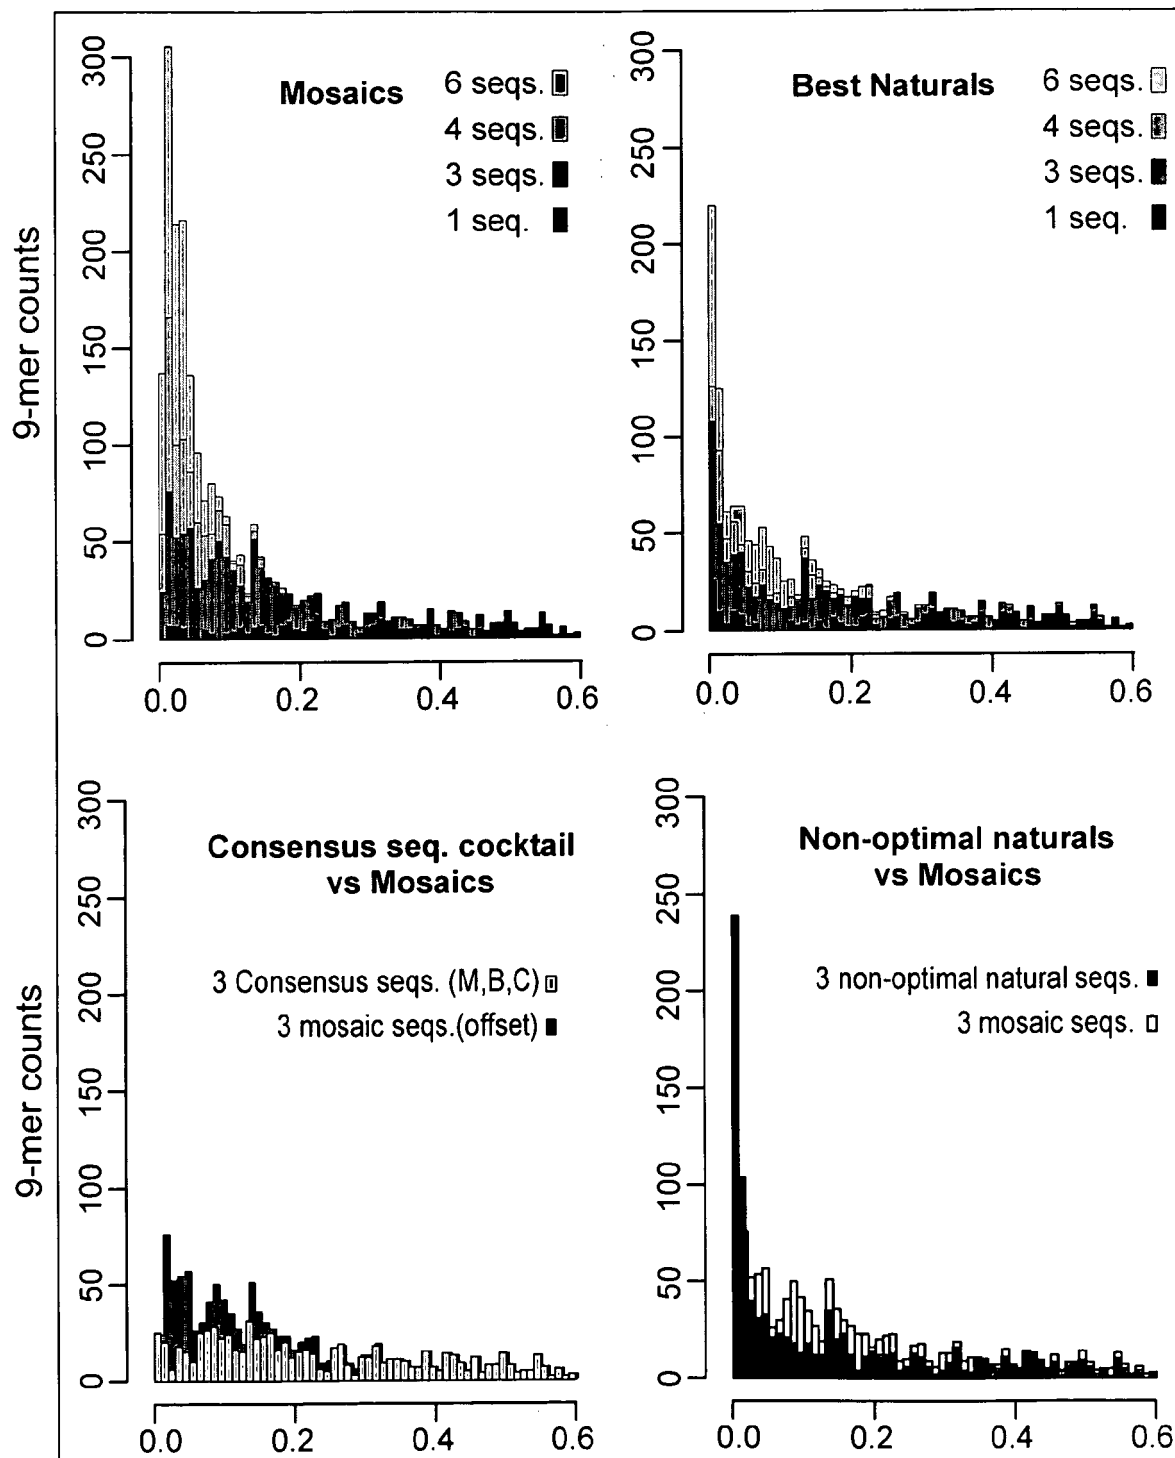 Mosaics
6 seqs.
4 seqs.
3 seqs.
1 seq.
9-mer counts
300
250
200
150
100
50
0
0.0 0.2 0.4 0.6
Best Naturals
6 seqs.
4 seqs.
3 seqs.
1 seq.
300
250
200
150
100
50
0
0.0 0.2 0.4 0.6
Consensus seq. cocktail
vs Mosaics
3 Consensus seqs. (M,B,C)
3 mosaic seqs.(offset)
9-mer counts
300
250
200
150
100
50
0
0.0 0.2 0.4 0.6
Non-optimal naturals
vs Mosaics
3 non-optimal natural seqs.
3 mosaic seqs.
300
250
200
150
100
50
0
0.0 0.2 0.4 0.6